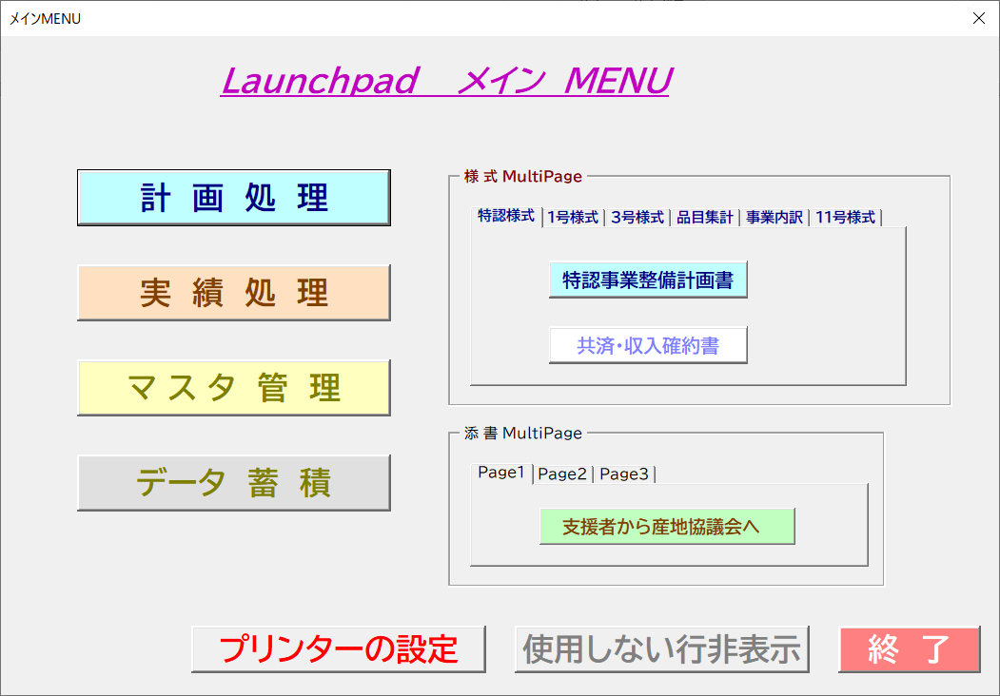 メインMENU
Launchpad　メイン MENU
計 画 処 理
実 績 処 理
マ ス タ 管 理
データ 蓄 積
様 式 MultiPage
特認様式 1号様式 3号様式 品目集計 事業内訳 11号様式
特認事業整備計画書
共済・収入確約書
添 書 MultiPage
Page1 Page2 Page3
支援者から産地協議会へ
プリンターの設定
使用しない行非表示
終 了